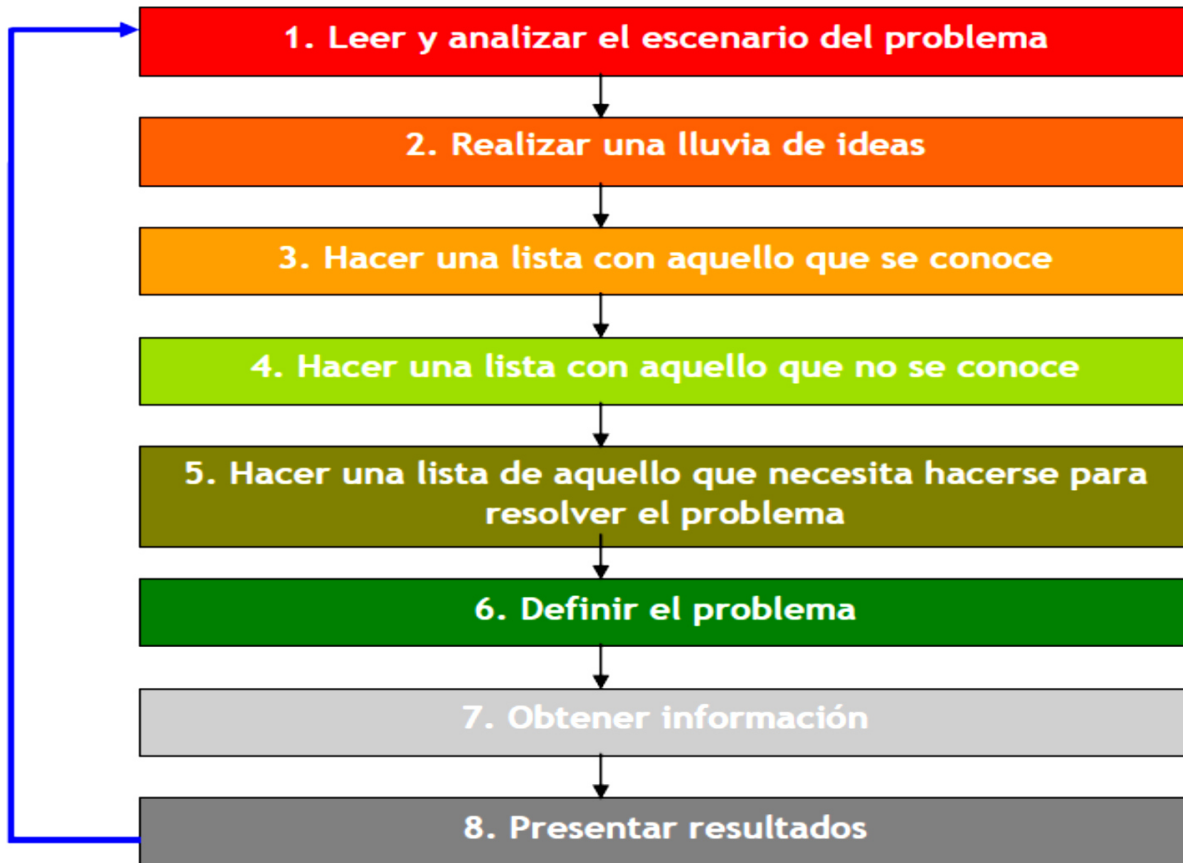 1. Leer y analizar el escenario del problema
2. Realizar una lluvia de ideas
3. Hacer una lista con aquello que se conoce
4. Hacer una lista con aquello que no se conoce
5. Hacer una lista de aquello que necesita hacerse para
resolver el problema
6. Definir el problema
7. Obtener información
8. Presentar resultados